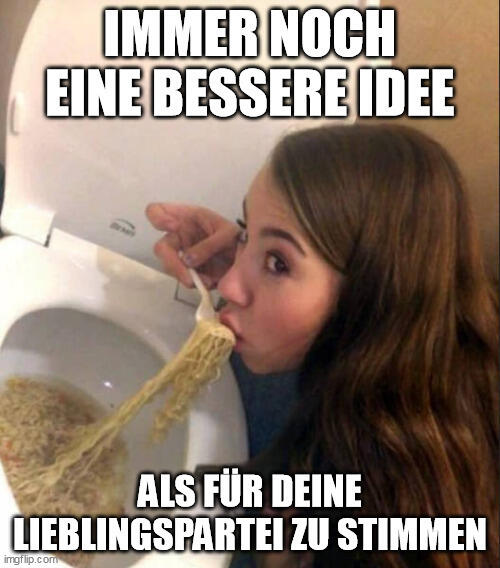 IMMER NOCH
EINE BESSERE IDEE
ALS FÜR DEINE
LIEBLINGSPARTEI ZU STIMMEN
imgflip.com